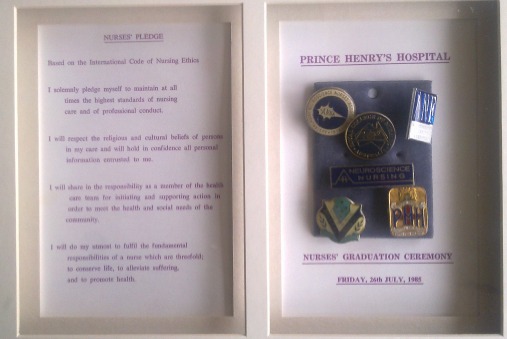 NURSES' PLEDGE
Based on the International Code of Nursing Ethics
I solemnly pledge myself to maintain at all
times the highest standards of nursing
care and of professional conduct.
I will respect the religious and cultural beliefs of persons
in my care and will hold in confidence all personal
information entrusted to me.
I will share in the responsibility as a member of the health
care team for initiating and supporting action in
order to meet the health and social needs of the
community.
I will do my utmost to fulfil the fundamental
responsibilities of a nurse which are threefold;
to conserve life, to alleviate suffering,
and to promote health.
PRINCE HENRY'S HOSPITAL
NEUROSCIENCE
NURSING
PHH
NURSES' GRADUATION CEREMONY
FRIDAY, 26th JULY, 1985